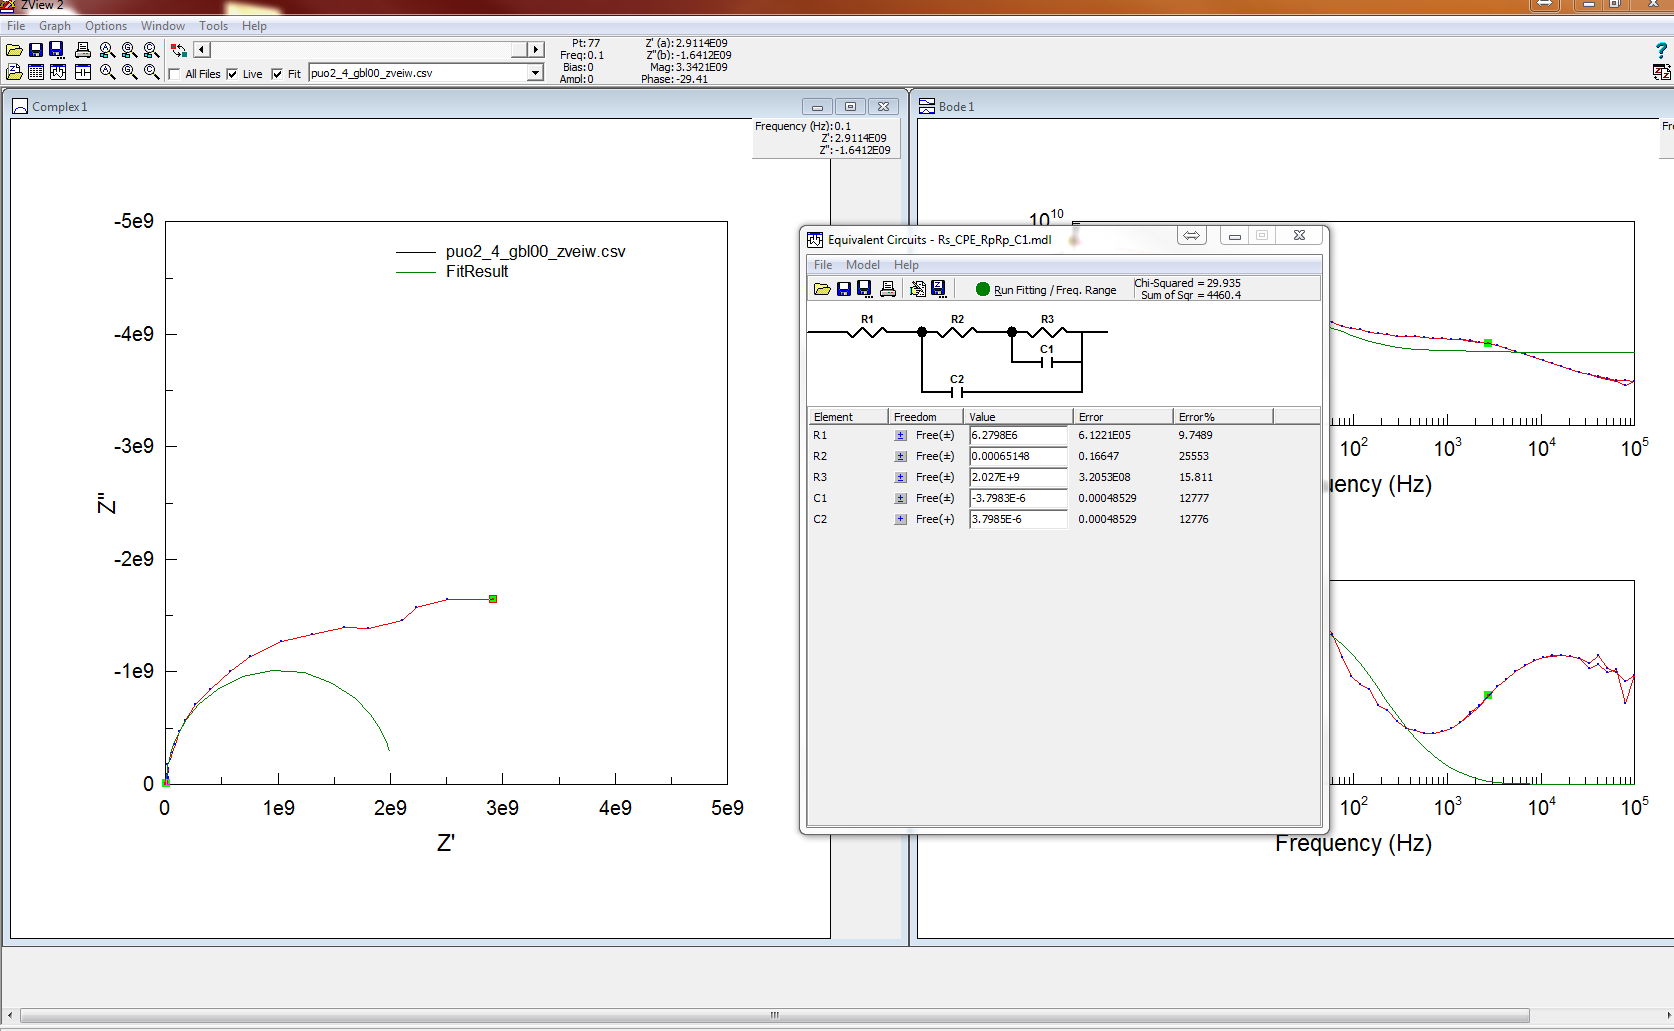 ZView 2
File Graph Options Window Tools Help
All Files Live Fit puo2_4_gbl00_zveiw.csv
Pt:77
Freq:0.1
Bias:0
Ampl:0
Z' (a):2.9114E09
Z''(b):-1.6412E09
Mag:3.3421E09
Phase:-29.41
Complex1
Frequency (Hz):0.1
Z':2.9114E09
Z'':-1.6412E09
puo2_4_gbl00_zveiw.csv
FitResult
-5e9
-4e9
-3e9
-2e9
-1e9
0
Z''
0 1e9 2e9 3e9 4e9 5e9
Z'
Bode1
Fr
10^10
10^2 10^3 10^4 10^5
uency (Hz)
10^2 10^3 10^4 10^5
Frequency (Hz)
Equivalent Circuits - Rs_CPE_RpRp_C1.mdl
File Model Help
Run Fitting / Freq. Range
Chi-Squared = 29.935
Sum of Sqr = 4460.4
R1 R2 R3
C1
C2
Element Freedom Value Error Error%
R1 Free(±) 6.2798E6 6.1221E05 9.7489
R2 Free(±) 0.00065148 0.16647 25553
R3 Free(±) 2.027E+9 3.2053E08 15.811
C1 Free(±) -3.7983E-6 0.00048529 12777
C2 Free(+) 3.7985E-6 0.00048529 12776